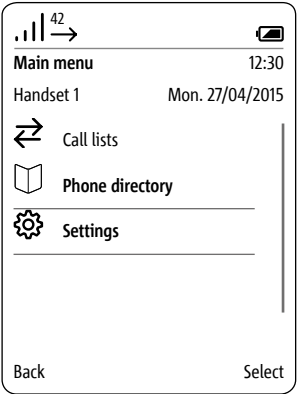 42
Main menu 12:30
Handset 1 Mon. 27/04/2015
Call lists
Phone directory
Settings
Back Select